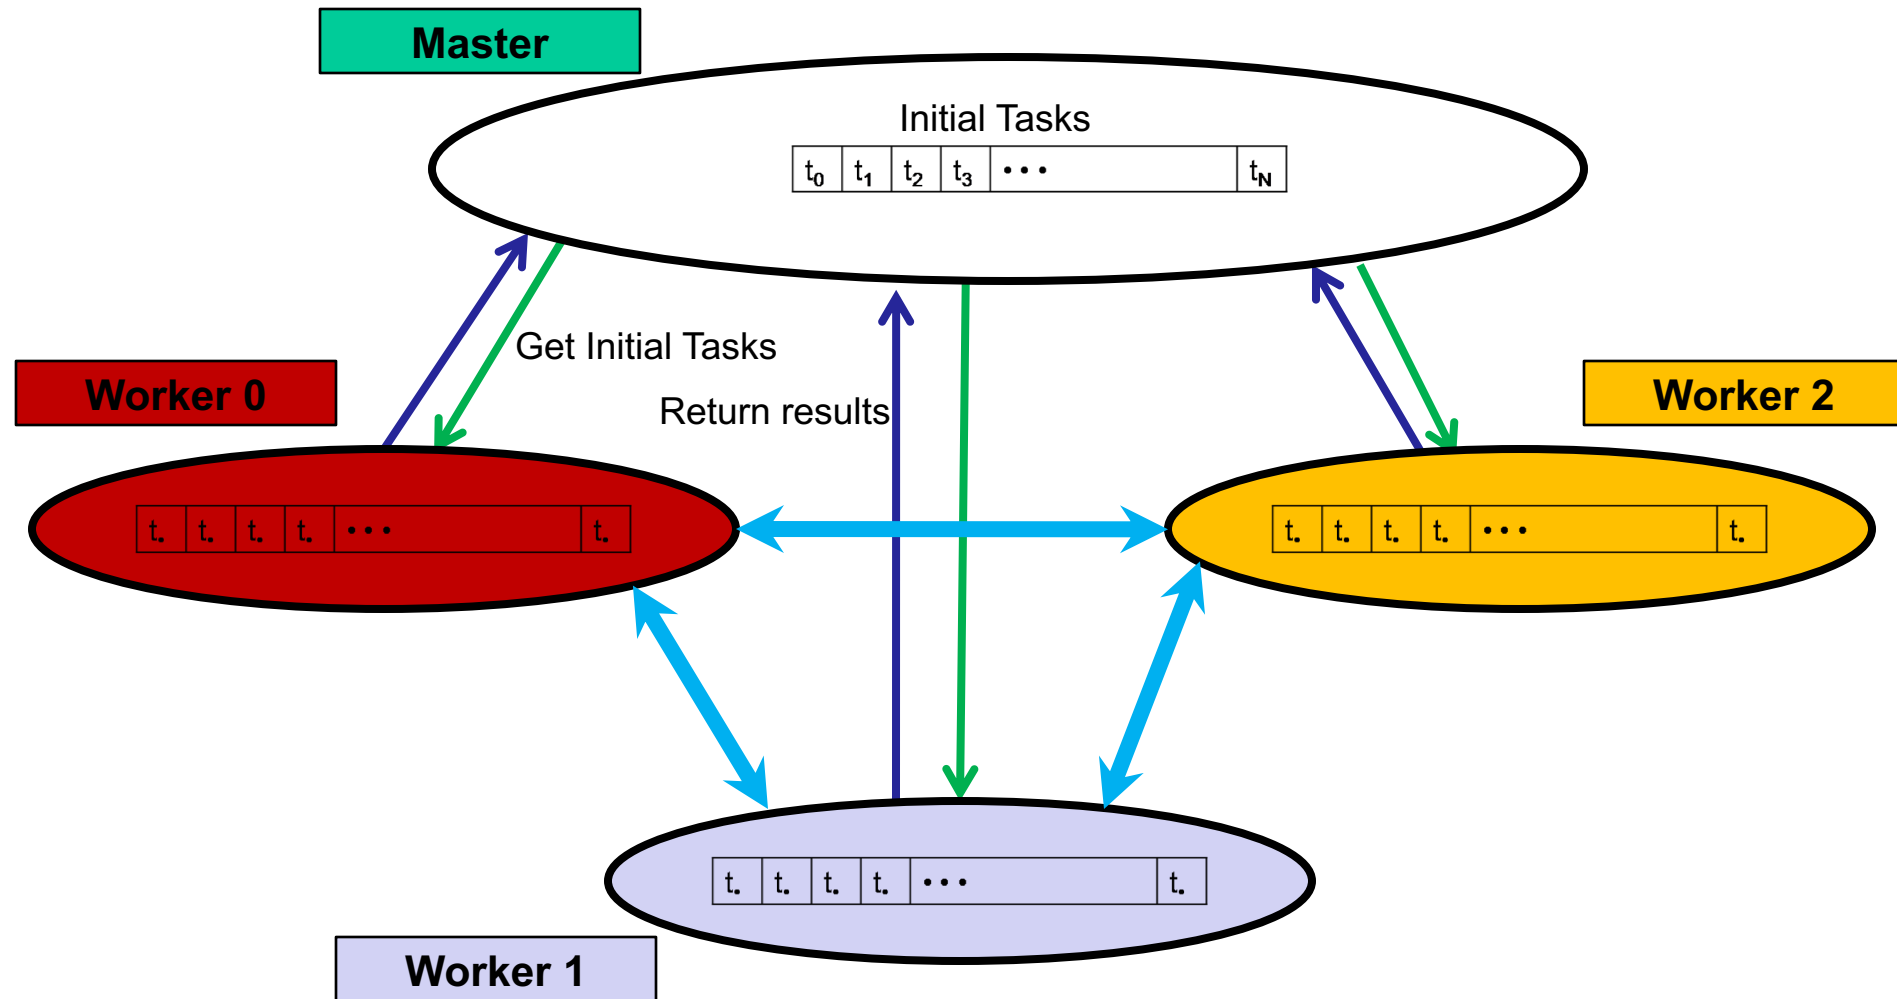 Master
Initial Tasks
t0 t1 t2 t3 ••• tN
Get Initial Tasks
Return results
Worker 0
Worker 2
t. t. t. t. ••• t.
t. t. t. t. ••• t.
t. t. t. t. ••• t.
Worker 1